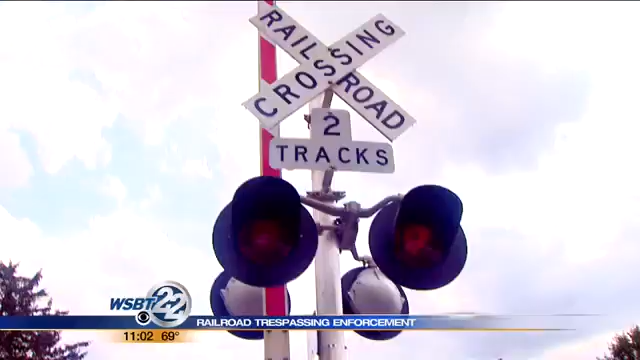 RAILROAD
CROSSING
2
TRACKS
WSBT 22
RAILROAD TRESPASSING ENFORCEMENT
11:02 69°